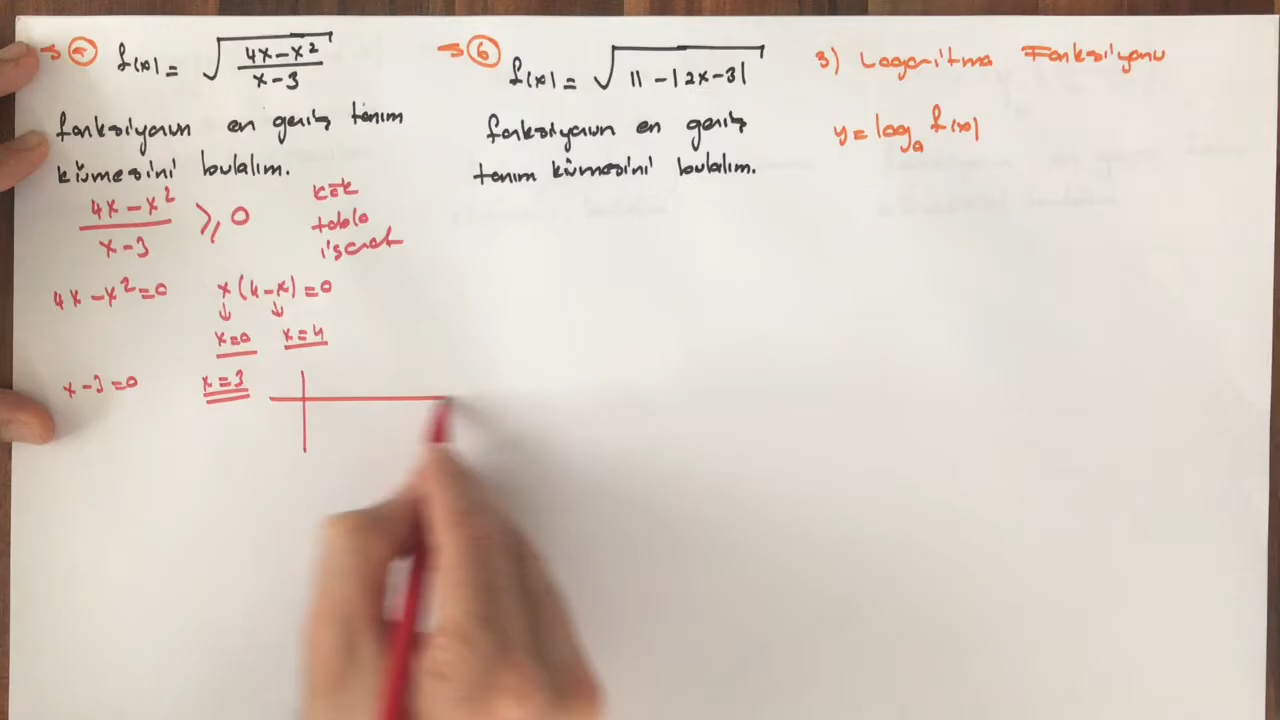 → 5 f(x) = √((4x-x²)/(x-3))
fonksiyonun en geniş tanım
kümesini bulalım.
(4x-x²)/(x-3) ≥ 0
kök
tablo
işaret
4x-x²=0 x(4-x)=0
↓ ↓
x=0 x=4
x-3=0 x=3
→ 6 f(x) = √(11-|2x-3|)
fonksiyonun en geniş
tanım kümesini bulalım.
3) Logaritma Fonksiyonu
y = logₐ f(x)